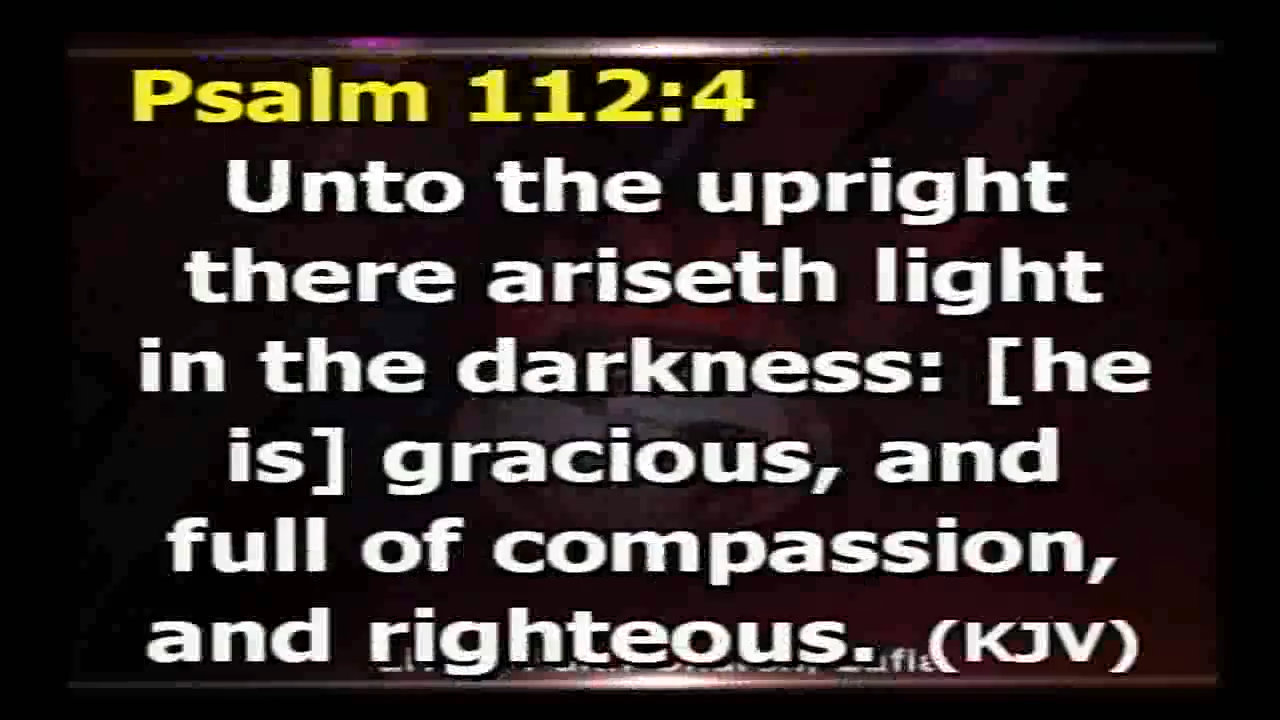 Psalm 112:4
Unto the upright
there ariseth light
in the darkness: [he
is] gracious, and
full of compassion,
and righteous. (KJV)